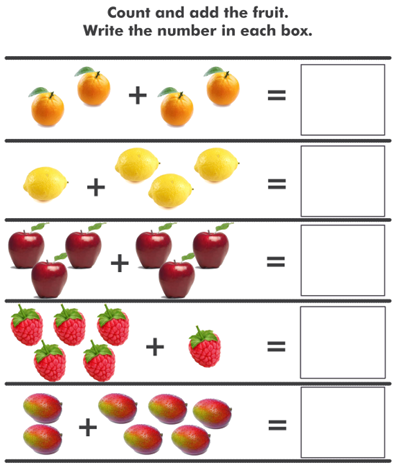 Count and add the fruit.
Write the number in each box.
+ =
+ =
+ =
+ =
+ =